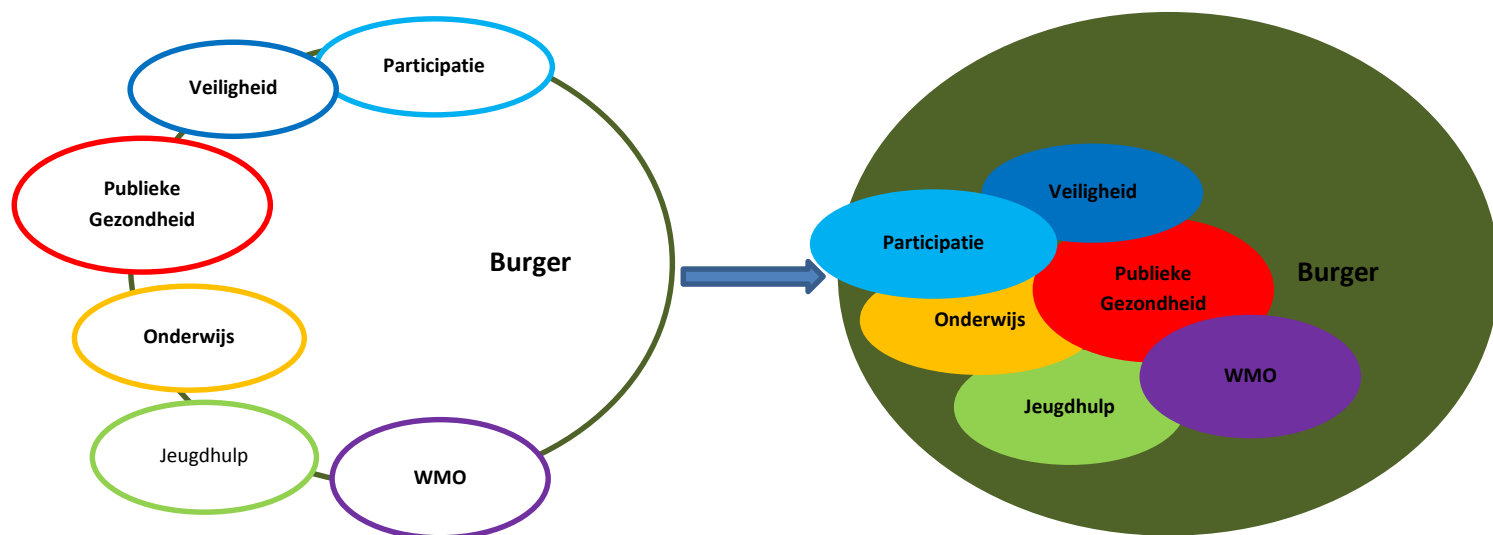 Participatie
Veiligheid
Publieke
Gezondheid
Burger
Onderwijs
Jeugdhulp
WMO
Veiligheid
Participatie
Publieke
Gezondheid
Burger
Onderwijs
WMO
Jeugdhulp